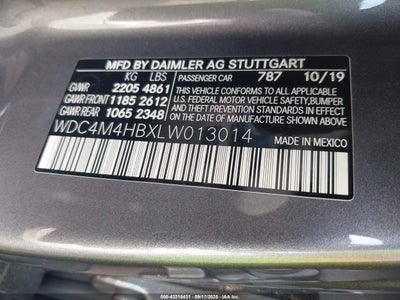 MFD BY DAIMLER AG STUTTGART
KG LBS PASSENGER CAR 787 10/19
GVWR 2205 4861 THIS VEHICLE CONFORMS TO ALL APPLICABLE
GAWR FRONT 1185 2612 U.S. FEDERAL MOTOR VEHICLE SAFETY, BUMPER
GAWR REAR 1065 2348 AND THEFT PREVENTION STANDARDS IN EFFECT
ON THE DATE OF MANUFACTURE SHOWN ABOVE
WDC4M4HBXLW013014
MADE IN MEXICO
000-43218431 - 09/17/2025 - IAA Inc.